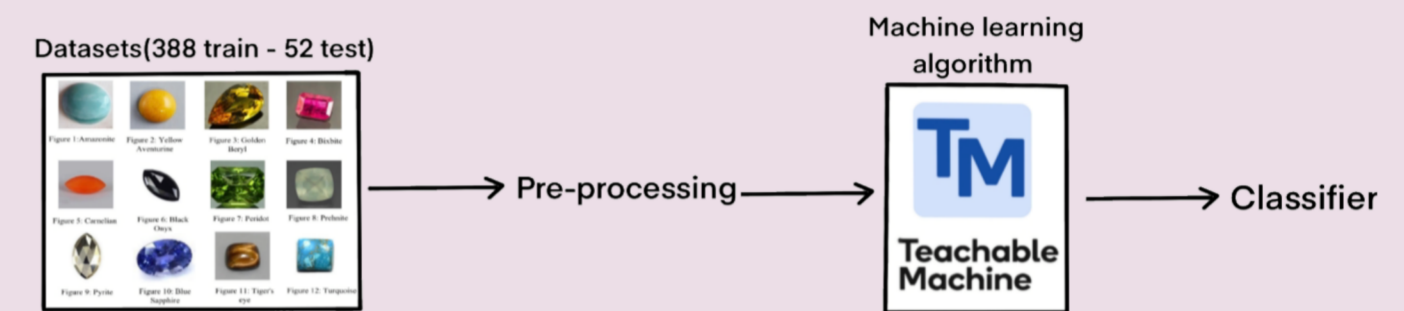 Machine learning
algorithm
Datasets(388 train - 52 test)
Figure 1:Amazonite
Figure 2: Yellow
Aventurine
Figure 3: Golden
Beryl
Figure 4: Bixbite
Figure 5: Carnelian
Figure 6: Black
Onyx
Figure 7: Peridot
Figure 8: Prehnite
Figure 9: Pyrite
Figure 10: Blue
Sapphire
Figure 11: Tiger's
eye
Figure 12: Turquoise
Pre-processing
TM
Teachable
Machine
Classifier